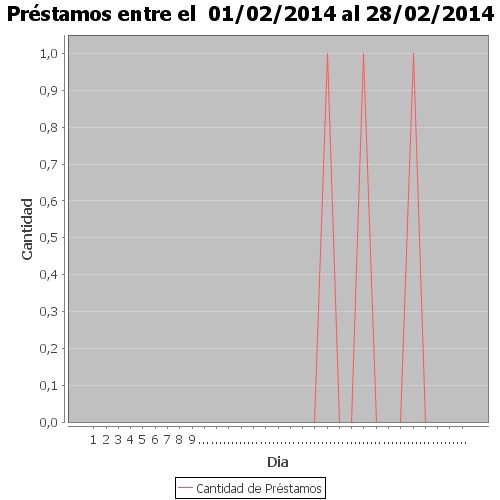 Préstamos entre el  01/02/2014 al 28/02/2014
1,0
0,9
0,8
0,7
0,6
0,5
0,4
0,3
0,2
0,1
0,0
Cantidad
1 2 3 4 5 6 7 8 9.........................................................
Dia
Cantidad de Préstamos